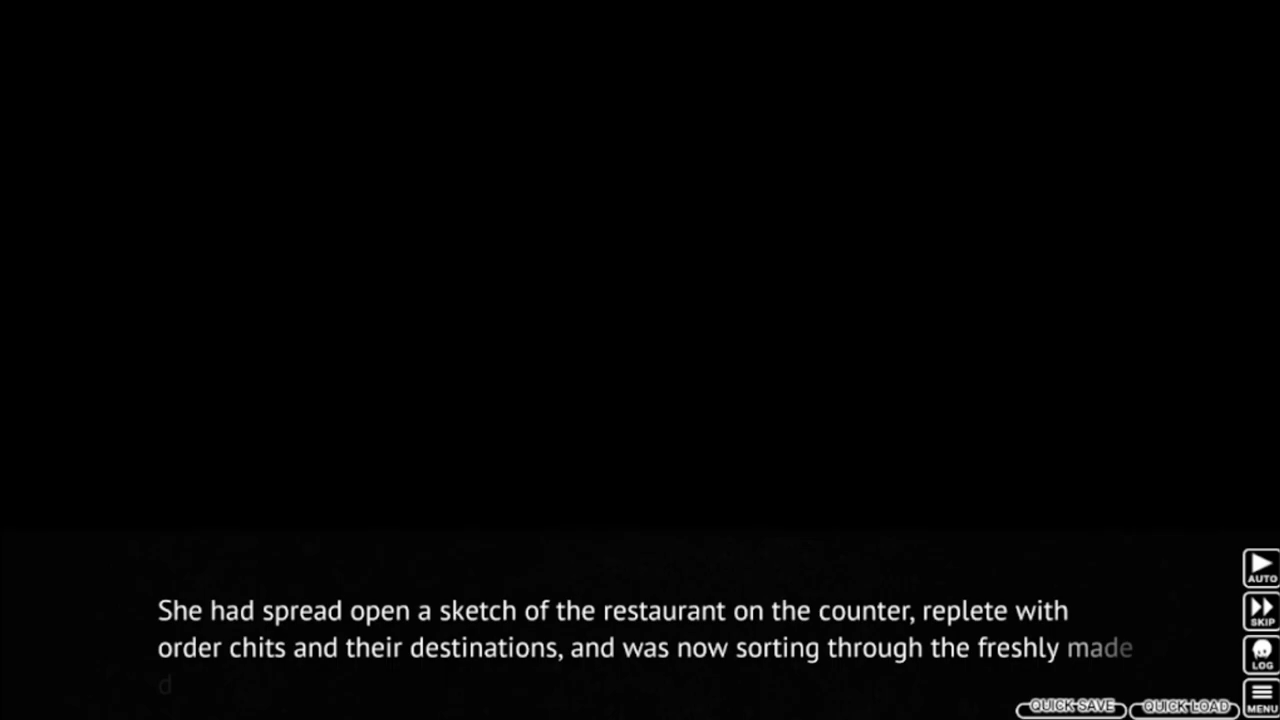 She had spread open a sketch of the restaurant on the counter, replete with
order chits and their destinations, and was now sorting through the freshly made
d
AUTO
SKIP
LOG
MENU
QUICK SAVE
QUICK LOAD